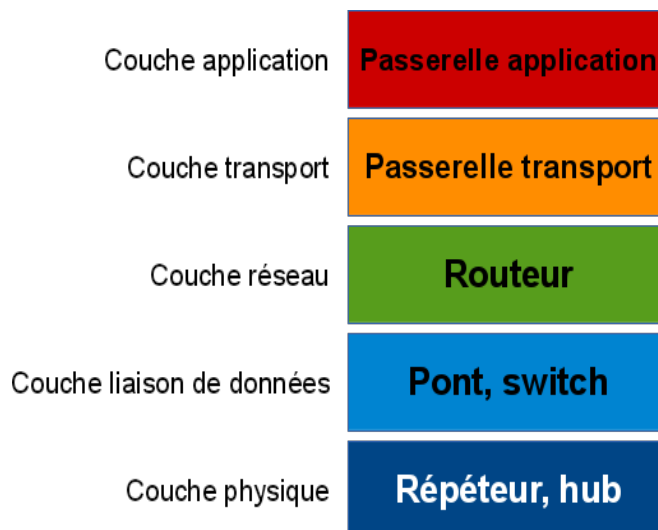 Couche application Passerelle application
Couche transport Passerelle transport
Couche réseau Routeur
Couche liaison de données Pont, switch
Couche physique Répéteur, hub